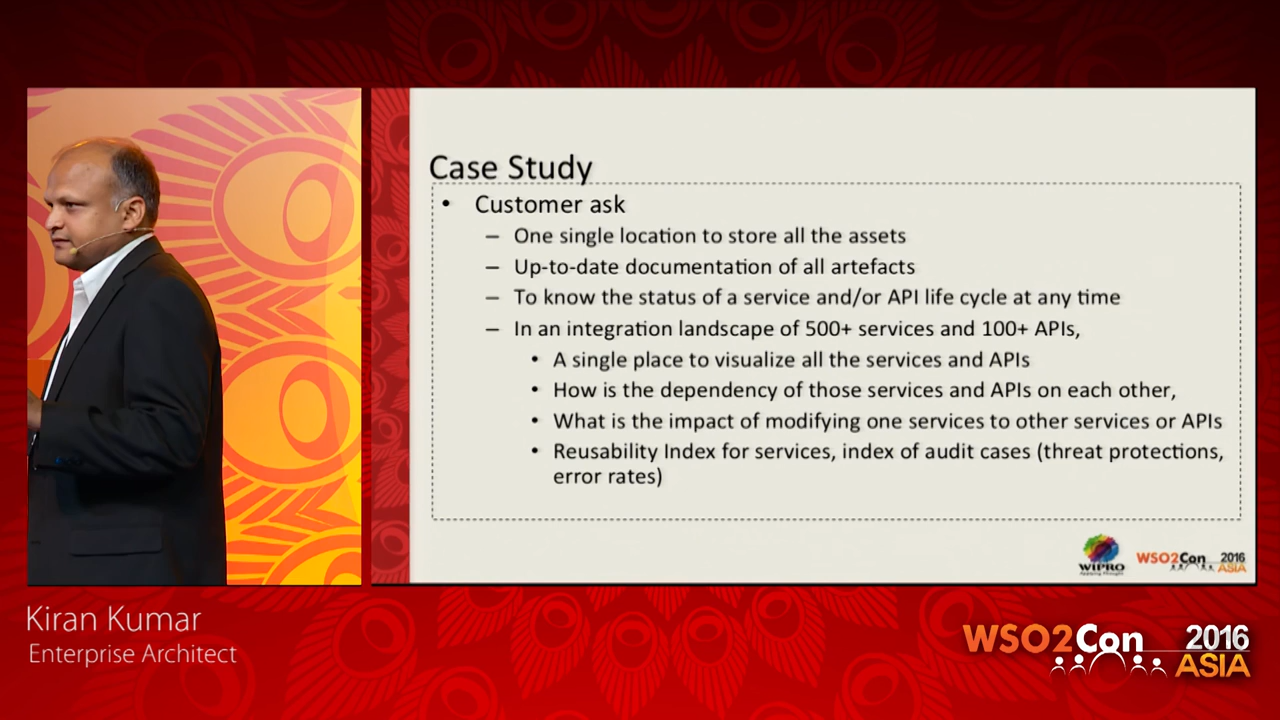 Case Study
• Customer ask
– One single location to store all the assets
– Up-to-date documentation of all artefacts
– To know the status of a service and/or API life cycle at any time
– In an integration landscape of 500+ services and 100+ APIs,
• A single place to visualize all the services and APIs
• How is the dependency of those services and APIs on each other,
• What is the impact of modifying one services to other services or APIs
• Reusability Index for services, index of audit cases (threat protections,
error rates)
WIPRO
Applying Thought
WSO2Con 2016
ASIA
Kiran Kumar
Enterprise Architect
WSO2Con 2016
ASIA